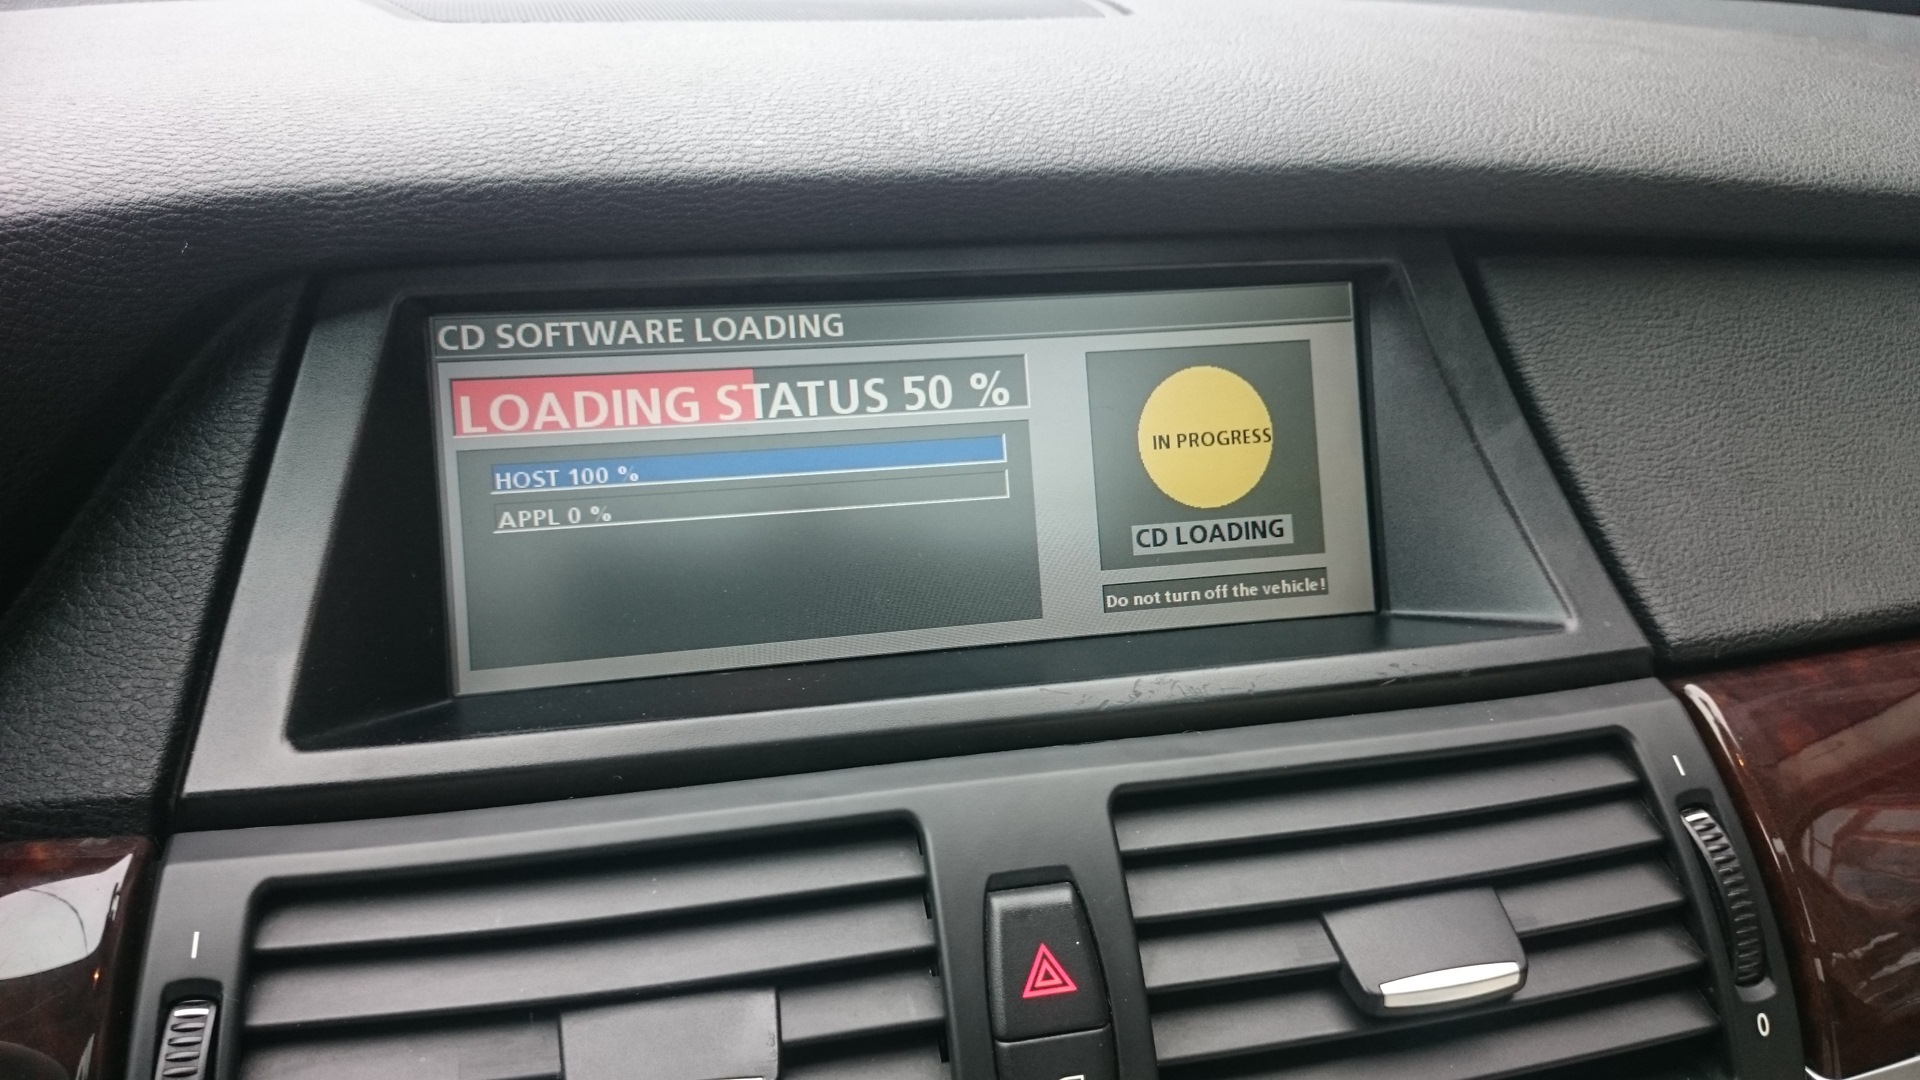 CD SOFTWARE LOADING
LOADING STATUS 50 %
HOST 100 %
APPL 0 %
IN PROGRESS
CD LOADING
Do not turn off the vehicle!
I
I
0